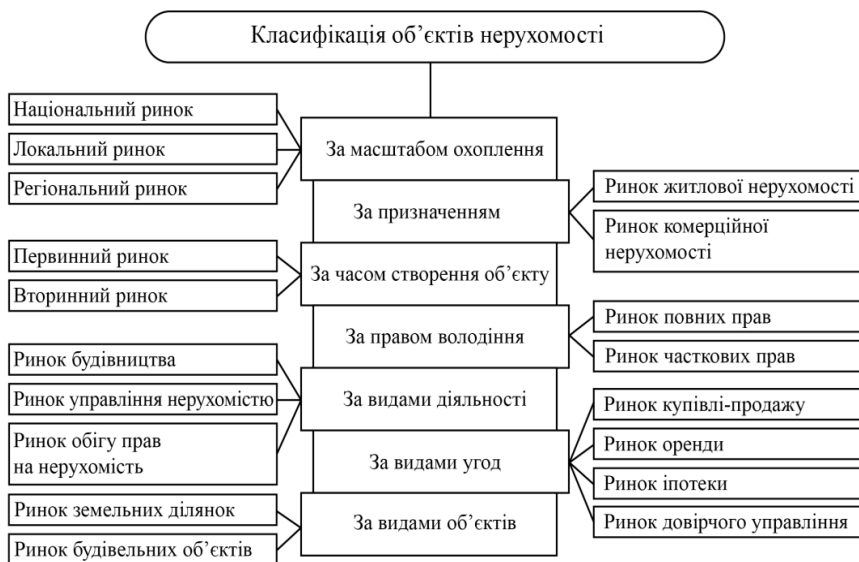 Класифікація об’єктів нерухомості
Національний ринок
Локальний ринок
Регіональний ринок
За масштабом охоплення
За призначенням
Ринок житлової нерухомості
Ринок комерційної
нерухомості
Первинний ринок
Вторинний ринок
За часом створення об’єкту
За правом володіння
Ринок повних прав
Ринок часткових прав
Ринок будівництва
Ринок управління нерухомістю
Ринок обігу прав
на нерухомість
За видами діяльності
За видами угод
Ринок купівлі-продажу
Ринок оренди
Ринок іпотеки
Ринок довірчого управління
Ринок земельних ділянок
Ринок будівельних об’єктів
За видами об’єктів